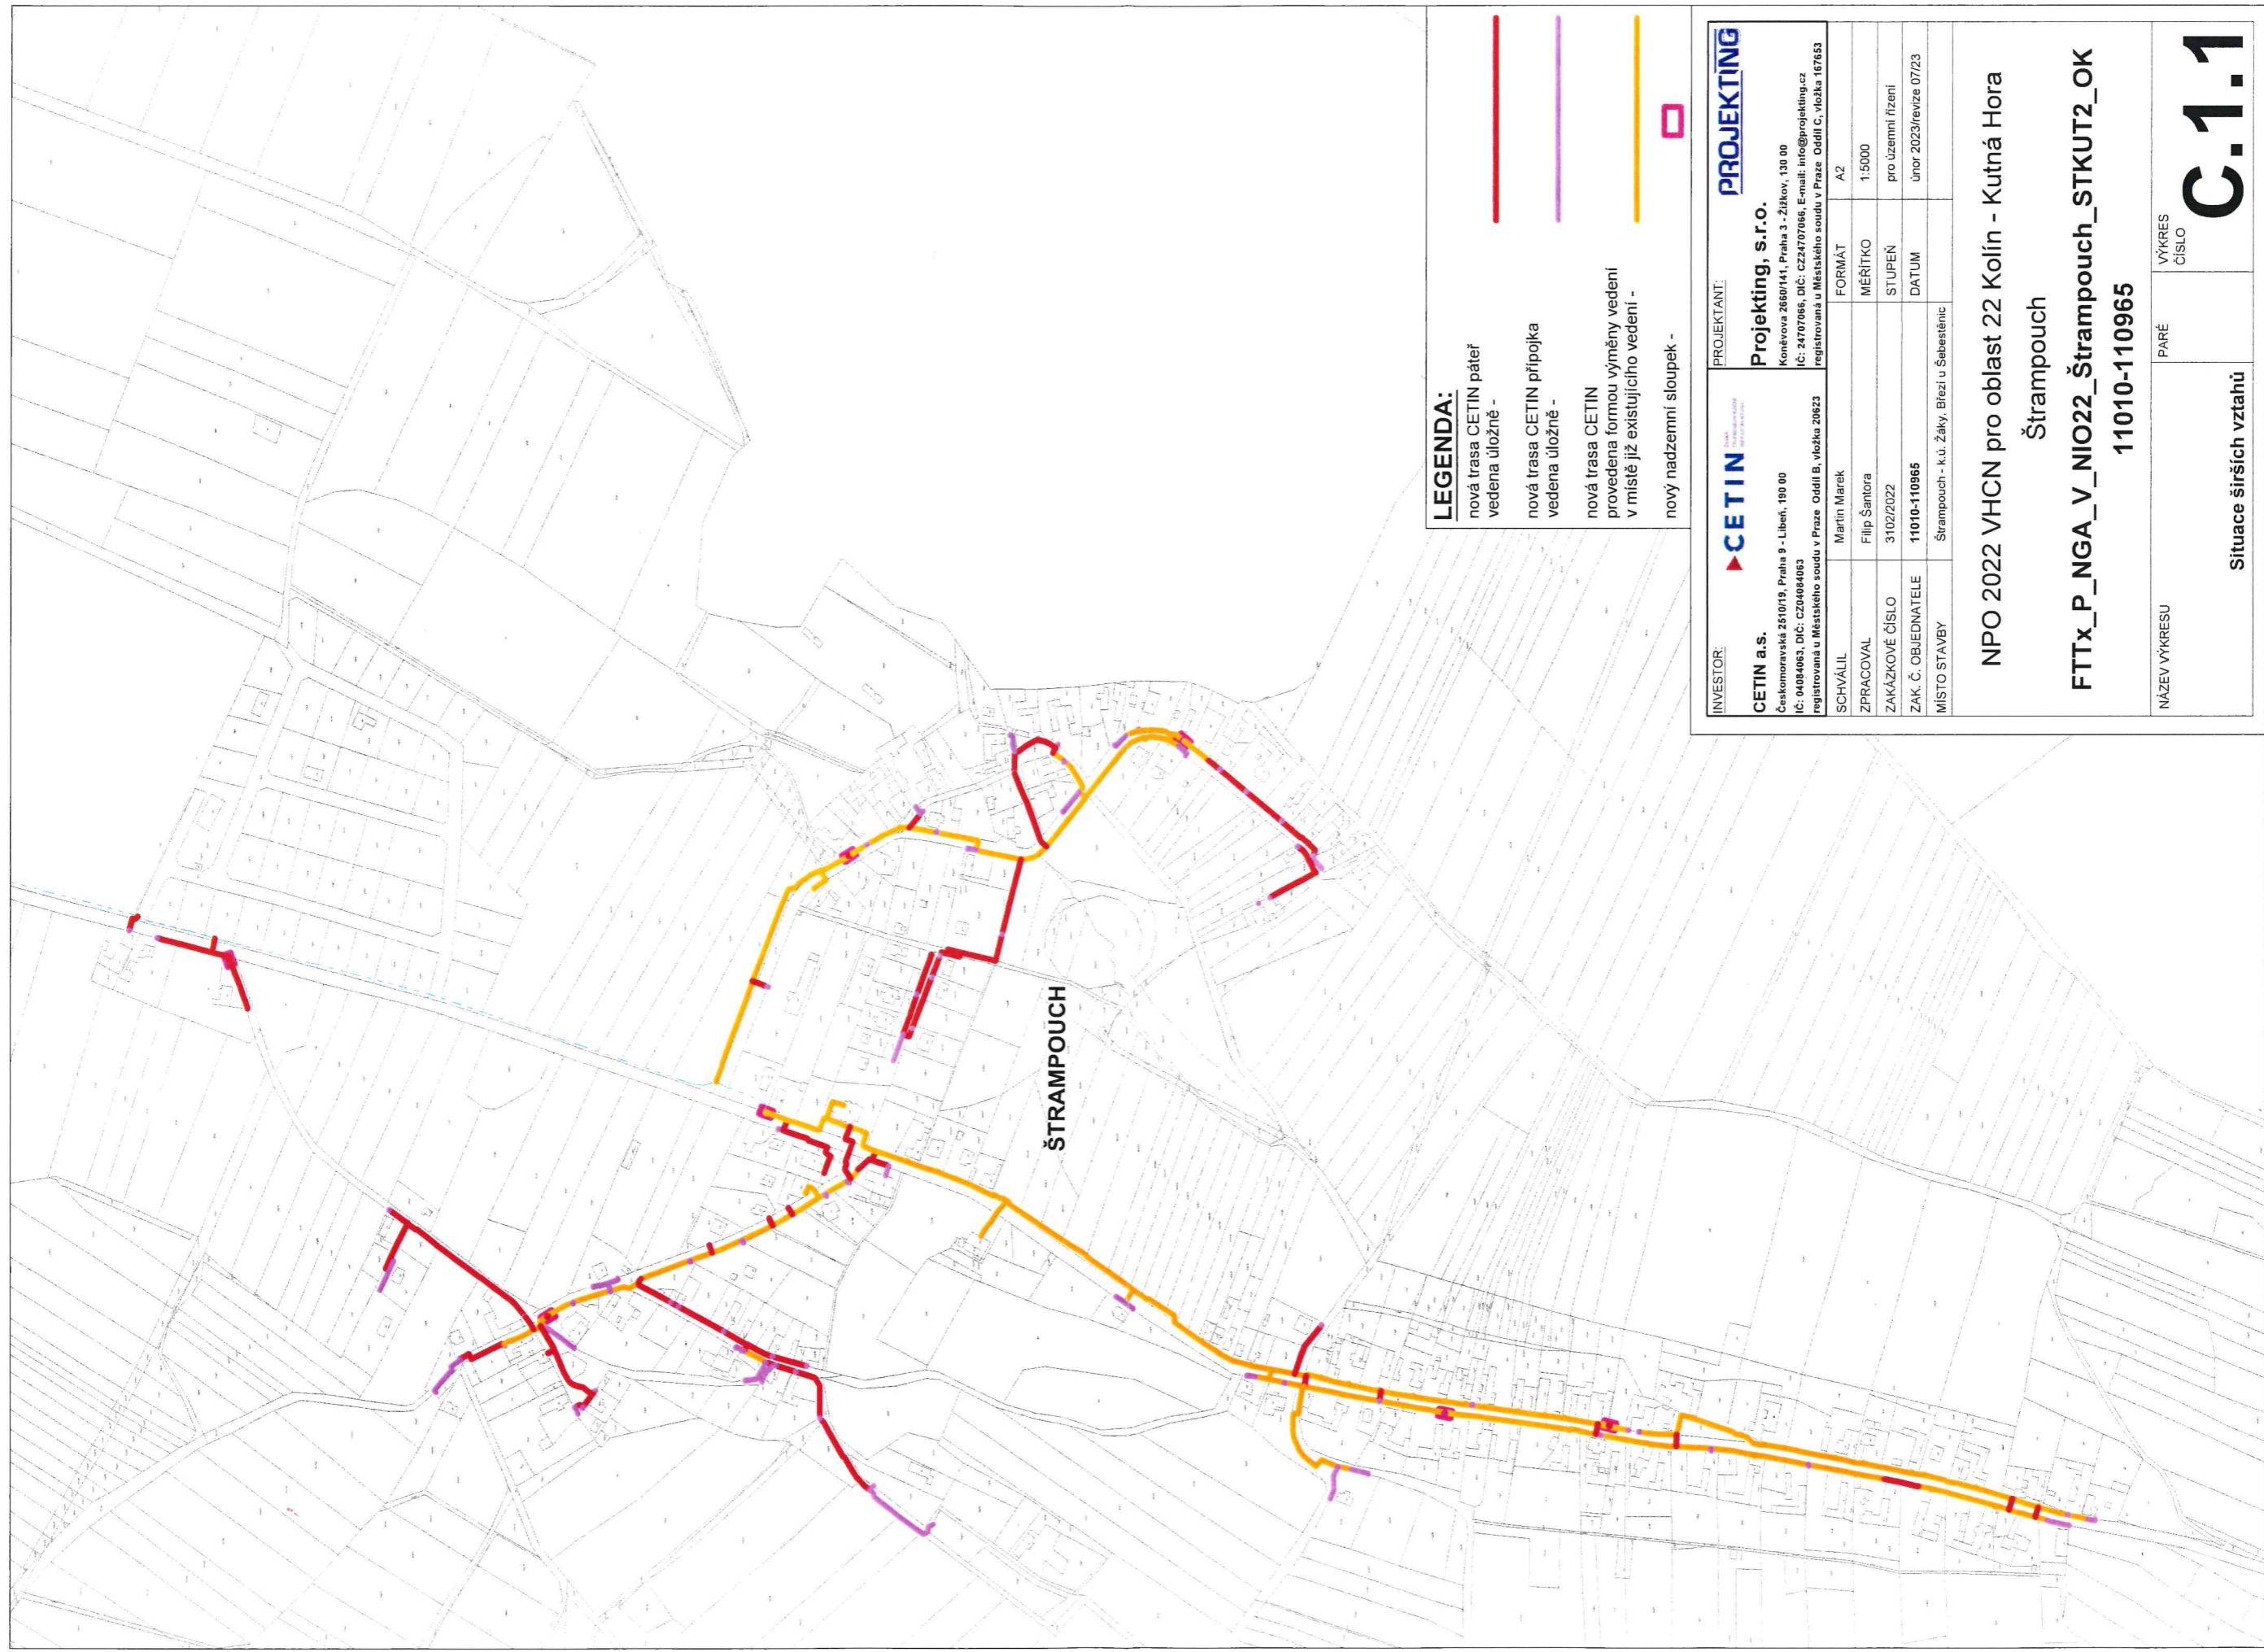 ŠTRAMPOUCH
LEGENDA:
nová trasa CETIN páteř
vedena úložně -
nová trasa CETIN přípojka
vedena úložně -
nová trasa CETIN
provedena formou výměny vedení
v místě již existujícího vedení -
nový nadzemní sloupek -
INVESTOR:
CETIN
CETIN a.s.
Českomoravská 2510/19, Praha 9 - Libeň, 190 00
IČ: 04084063, DIČ: CZ04084063
registrovaná u Městského soudu v Praze Oddíl B, vložka 20623
PROJEKTANT:
PROJEKTING
Projekting, s.r.o.
Koněvova 2660/141, Praha 3 - Žižkov, 130 00
IČ: 24707066, DIČ: CZ24707066, E-mail: info@projekting.cz
registrovaná u Městského soudu v Praze Oddíl C, vložka 167653
SCHVÁLIL Martin Marek FORMÁT A2
ZPRACOVAL Filip Šantora MĚŘÍTKO 1:5000
ZAKÁZKOVÉ ČÍSLO 3102/2022 STUPEŇ pro územní řízení
ZAK. Č. OBJEDNATELE 11010-110965 DATUM únor 2023/revize 07/23
MÍSTO STAVBY Štrampouch - k.ú. Žáky, Březí u Šebestěnic
NPO 2022 VHCN pro oblast 22 Kolín - Kutná Hora
Štrampouch
FTTx_P_NGA_V_NIO22_Štrampouch_STKUT2_OK
11010-110965
NÁZEV VÝKRESU
Situace širších vztahů
PARÉ
VÝKRES
ČÍSLO
C.1.1